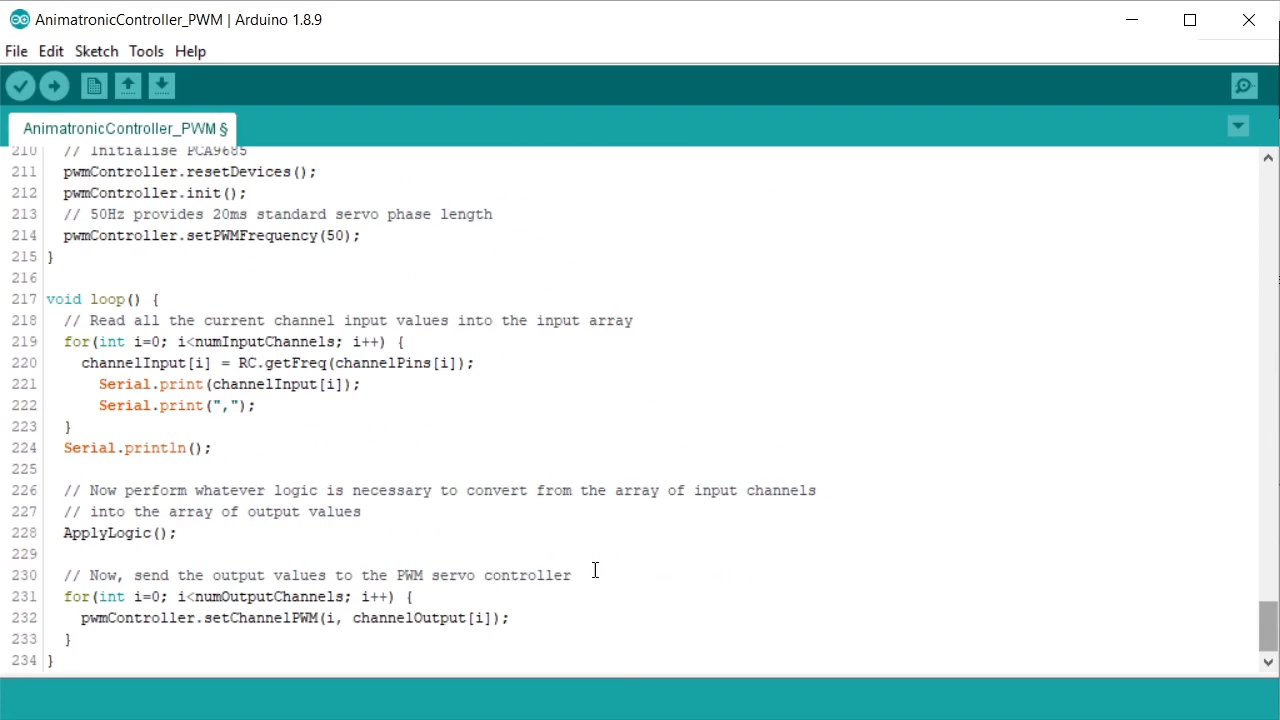 AnimatronicController_PWM | Arduino 1.8.9
File Edit Sketch Tools Help
AnimatronicController_PWM §
210 // Initialise PCA9685
211 pwmController.resetDevices();
212 pwmController.init();
213 // 50Hz provides 20ms standard servo phase length
214 pwmController.setPWMFrequency(50);
215 }
216
217 void loop() {
218 // Read all the current channel input values into the input array
219 for(int i=0; i<numInputChannels; i++) {
220 channelInput[i] = RC.getFreq(channelPins[i]);
221 Serial.print(channelInput[i]);
222 Serial.print(",");
223 }
224 Serial.println();
225
226 // Now perform whatever logic is necessary to convert from the array of input channels
227 // into the array of output values
228 ApplyLogic();
229
230 // Now, send the output values to the PWM servo controller
231 for(int i=0; i<numOutputChannels; i++) {
232 pwmController.setChannelPWM(i, channelOutput[i]);
233 }
234 }